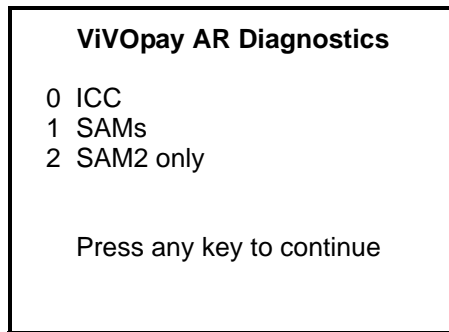 ViVOpay AR Diagnostics
0 ICC
1 SAMs
2 SAM2 only
Press any key to continue